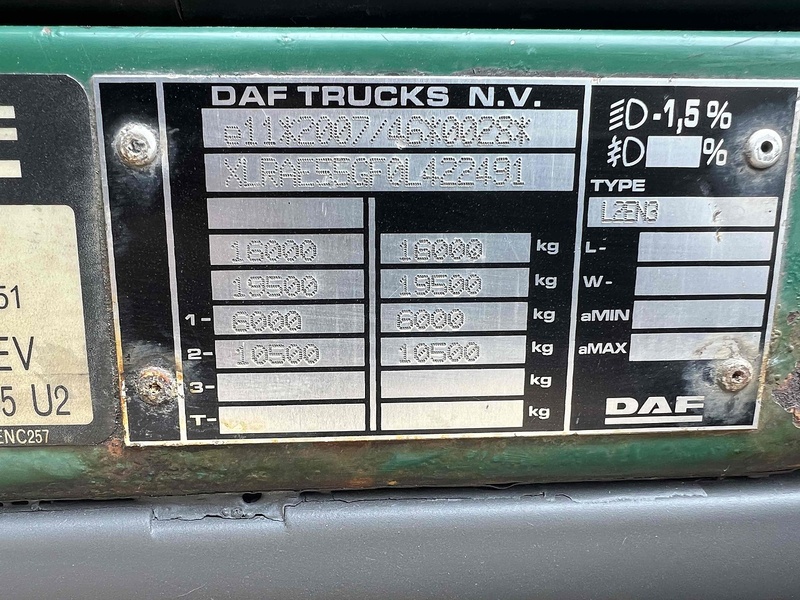 DAF TRUCKS N.V.
e11*2007/46*0028*
XLRAE55GF0L422491
16000 16000 kg
19500 19500 kg
1- 6000 6000 kg
2- 10500 10500 kg
3- kg
T- kg
-1,5 %
%
TYPE
L2EN3
L-
W-
aMIN
aMAX
DAF
51
EV
5 U2
ENC257